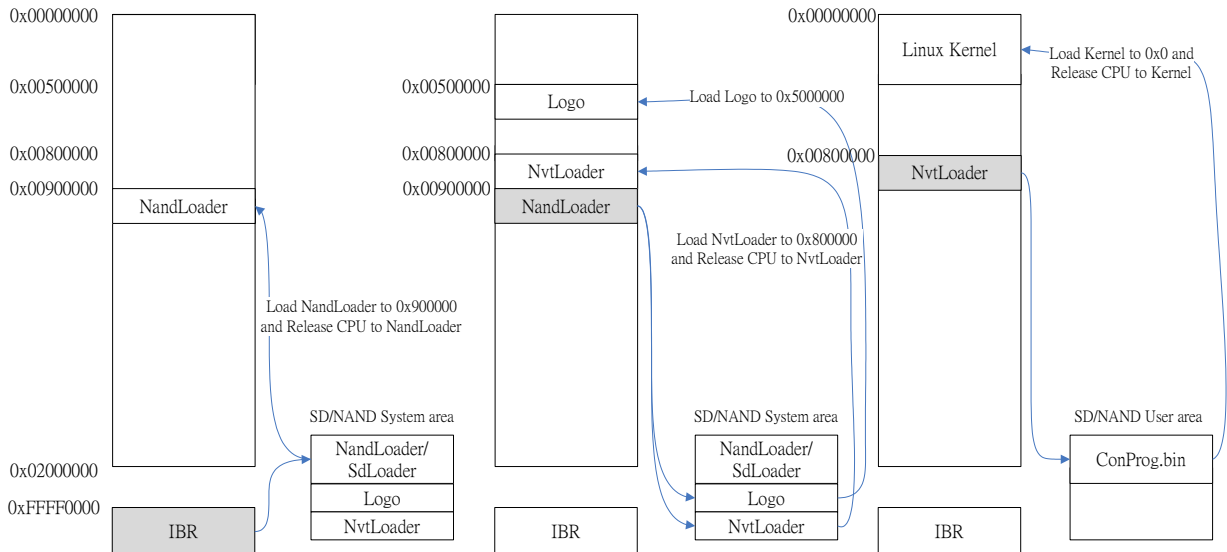 0x00000000
0x00500000
0x00800000
0x00900000
NandLoader
Load NandLoader to 0x900000
and Release CPU to NandLoader
SD/NAND System area
NandLoader/
SdLoader
Logo
NvtLoader
0x02000000
0xFFFF0000
IBR
0x00500000
Logo
Load Logo to 0x5000000
0x00800000
NvtLoader
0x00900000
NandLoader
Load NvtLoader to 0x800000
and Release CPU to NvtLoader
SD/NAND System area
NandLoader/
SdLoader
Logo
NvtLoader
IBR
0x00000000
Linux Kernel
Load Kernel to 0x0 and
Release CPU to Kernel
0x00800000
NvtLoader
SD/NAND User area
ConProg.bin
IBR